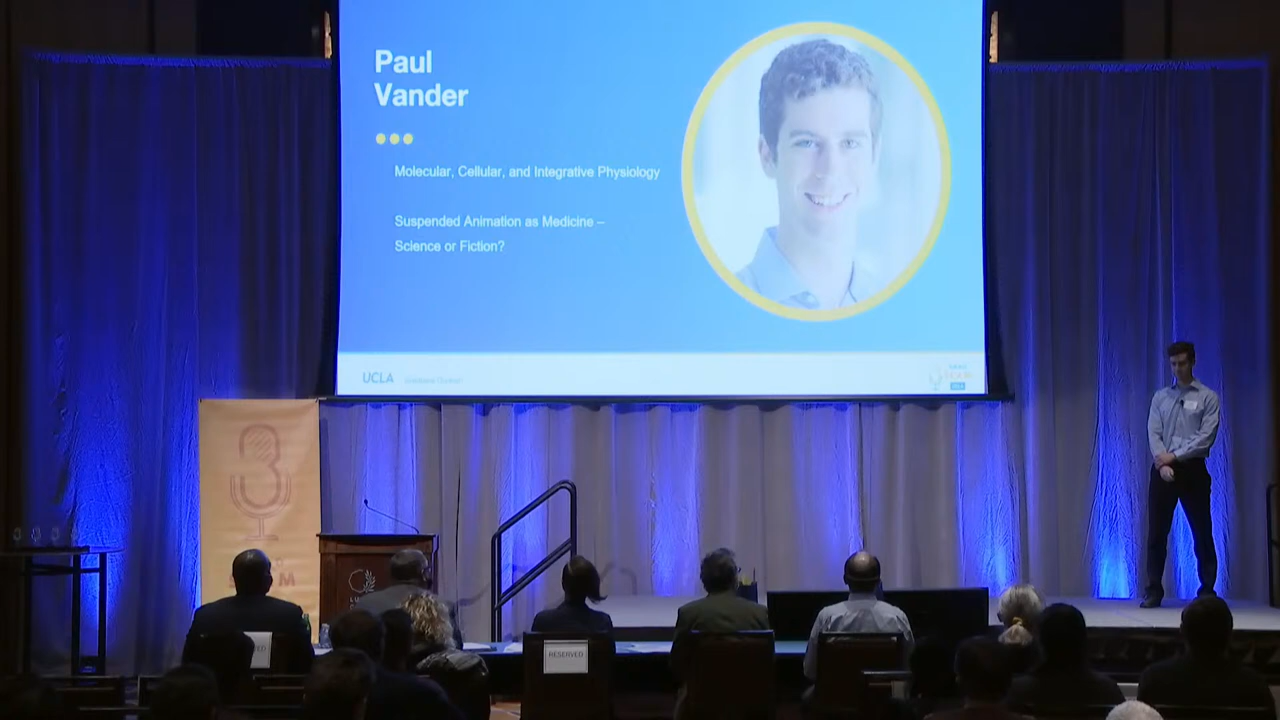 Paul
Vander
Molecular, Cellular, and Integrative Physiology
Suspended Animation as Medicine –
Science or Fiction?
UCLA
RESERVED